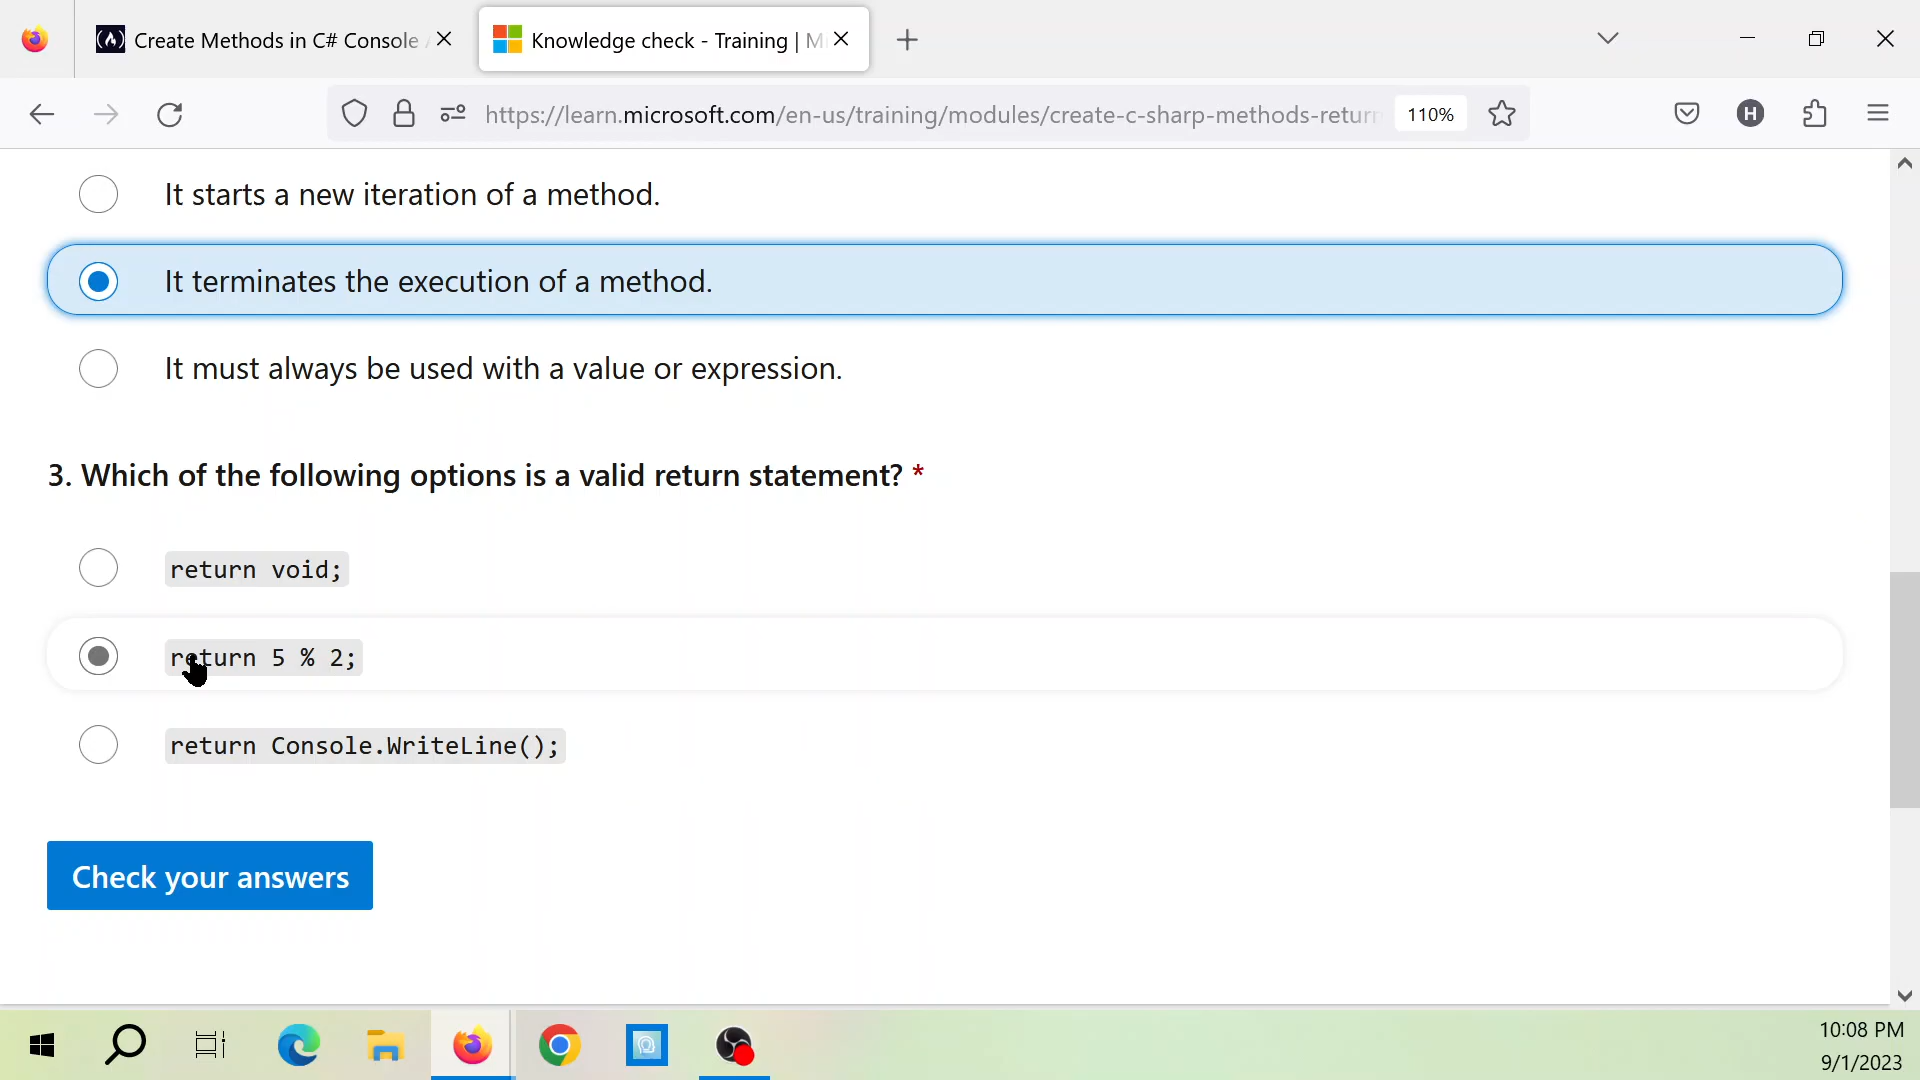 Create Methods in C# Console
Knowledge check - Training | M
https://learn.microsoft.com/en-us/training/modules/create-c-sharp-methods-return
110%
H
It starts a new iteration of a method.
It terminates the execution of a method.
It must always be used with a value or expression.
3. Which of the following options is a valid return statement? *
return void;
return 5 % 2;
return Console.WriteLine();
Check your answers
10:08 PM
9/1/2023